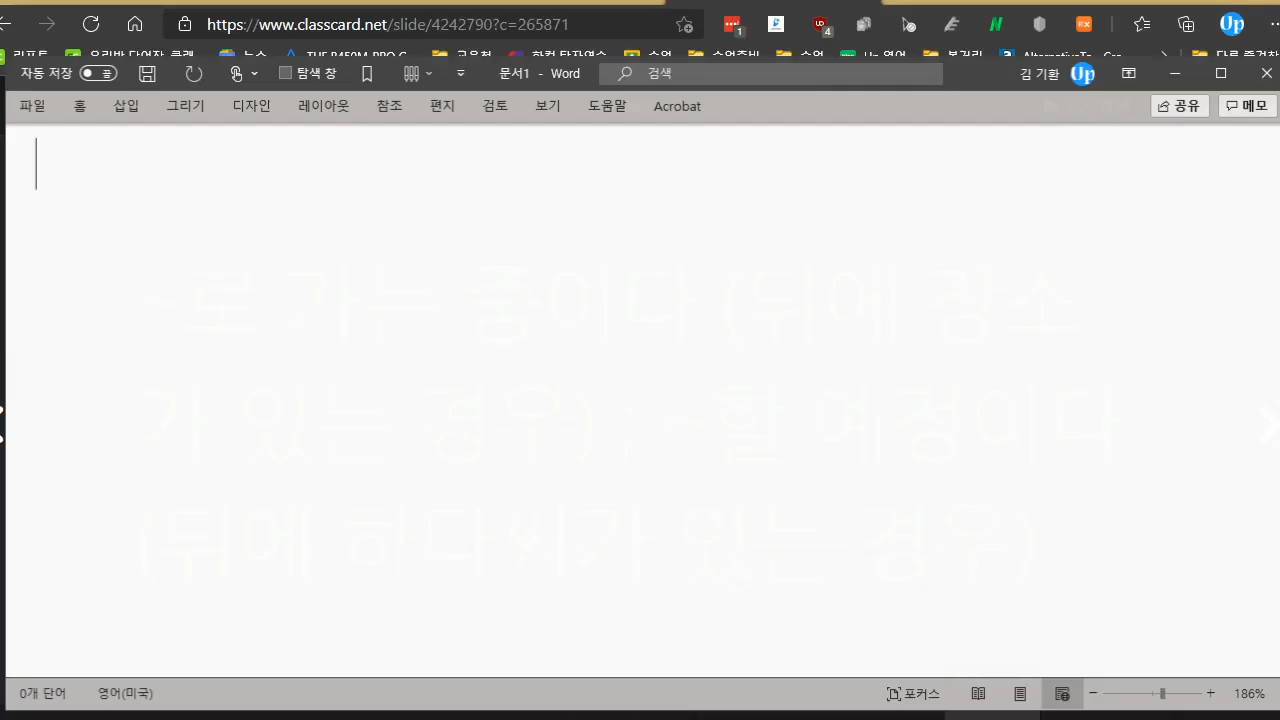 https://www.classcard.net/slide/4242790?c=265871
자동 저장 끔 탐색 창 문서1 - Word 검색 김 기환 Up
파일 홈 삽입 그리기 디자인 레이아웃 참조 편지 검토 보기 도움말 Acrobat 공유 메모
~로 가는 중이다 (뒤에 장소
가 있는 경우) ; ~할 예정이다
(뒤에 하다씨가 있는 경우)
0개 단어 영어(미국) 포커스 186%